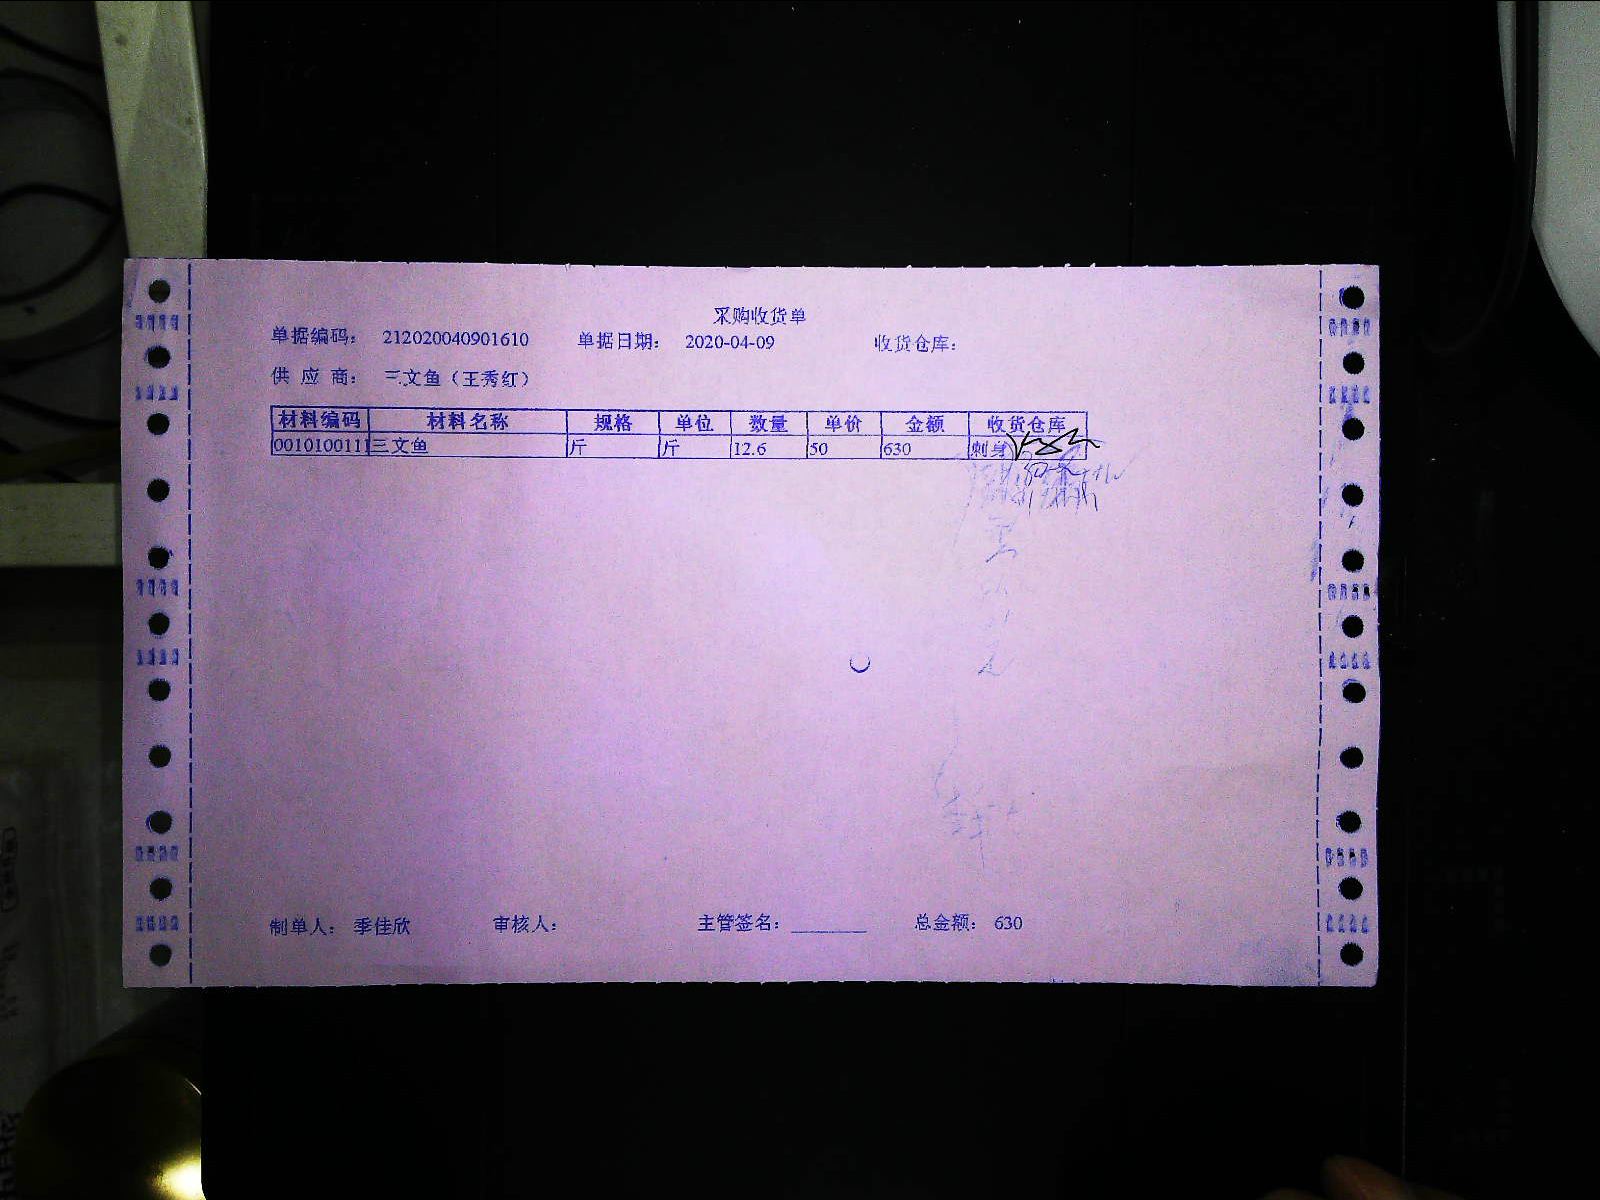 采购收货单
单据编码： 212020040901610 单据日期： 2020-04-09 收货仓库：
供 应 商： 三文鱼（王秀红）
材料编码 材料名称 规格 单位 数量 单价 金额 收货仓库
0010100111 三文鱼 斤 斤 12.6 50 630 刺身
制单人： 季佳欣 审核人： 主管签名： 总金额： 630